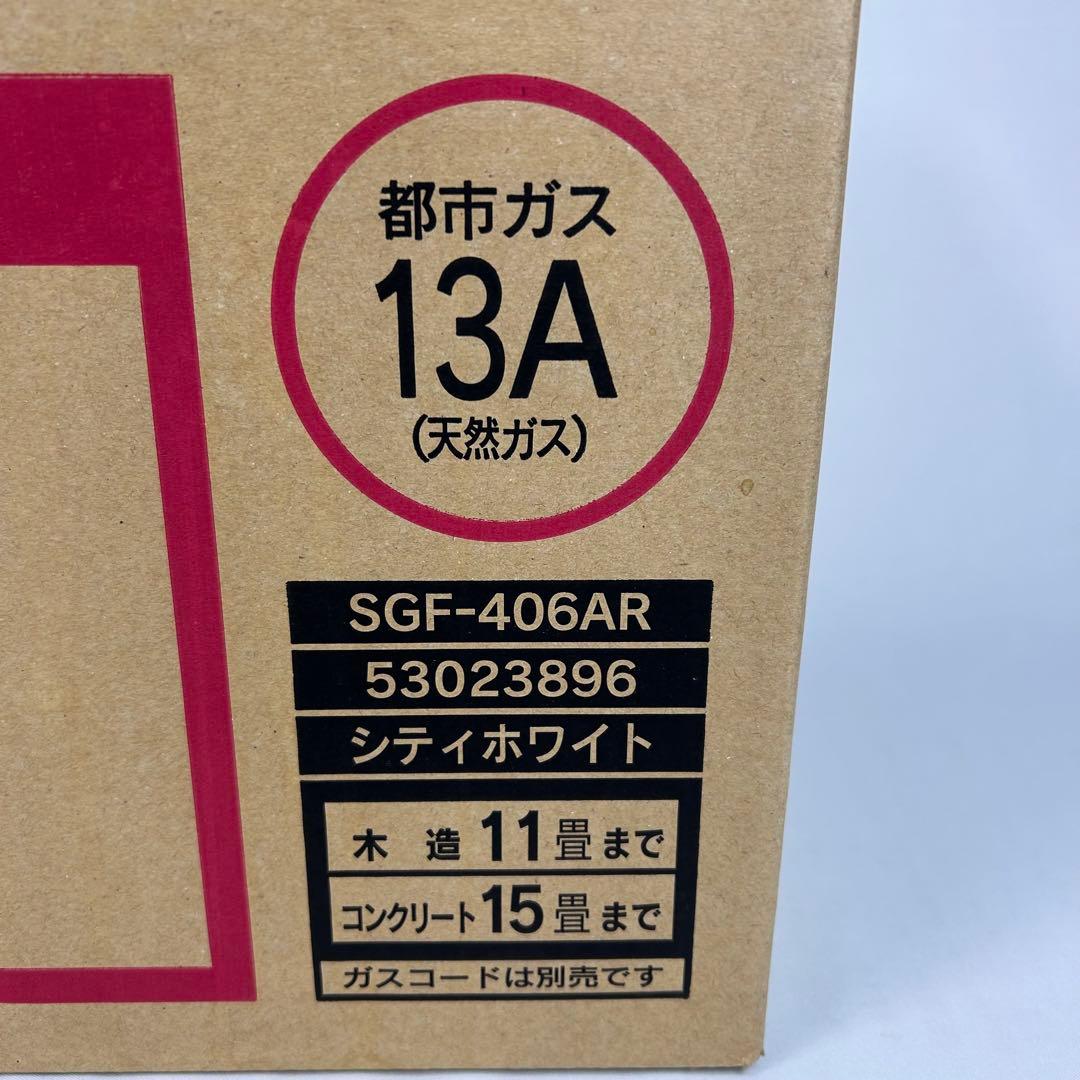 都市ガス
13A
(天然ガス)
SGF-406AR
53023896
シティホワイト
木 造 11畳まで
コンクリート 15畳まで
ガスコードは別売です